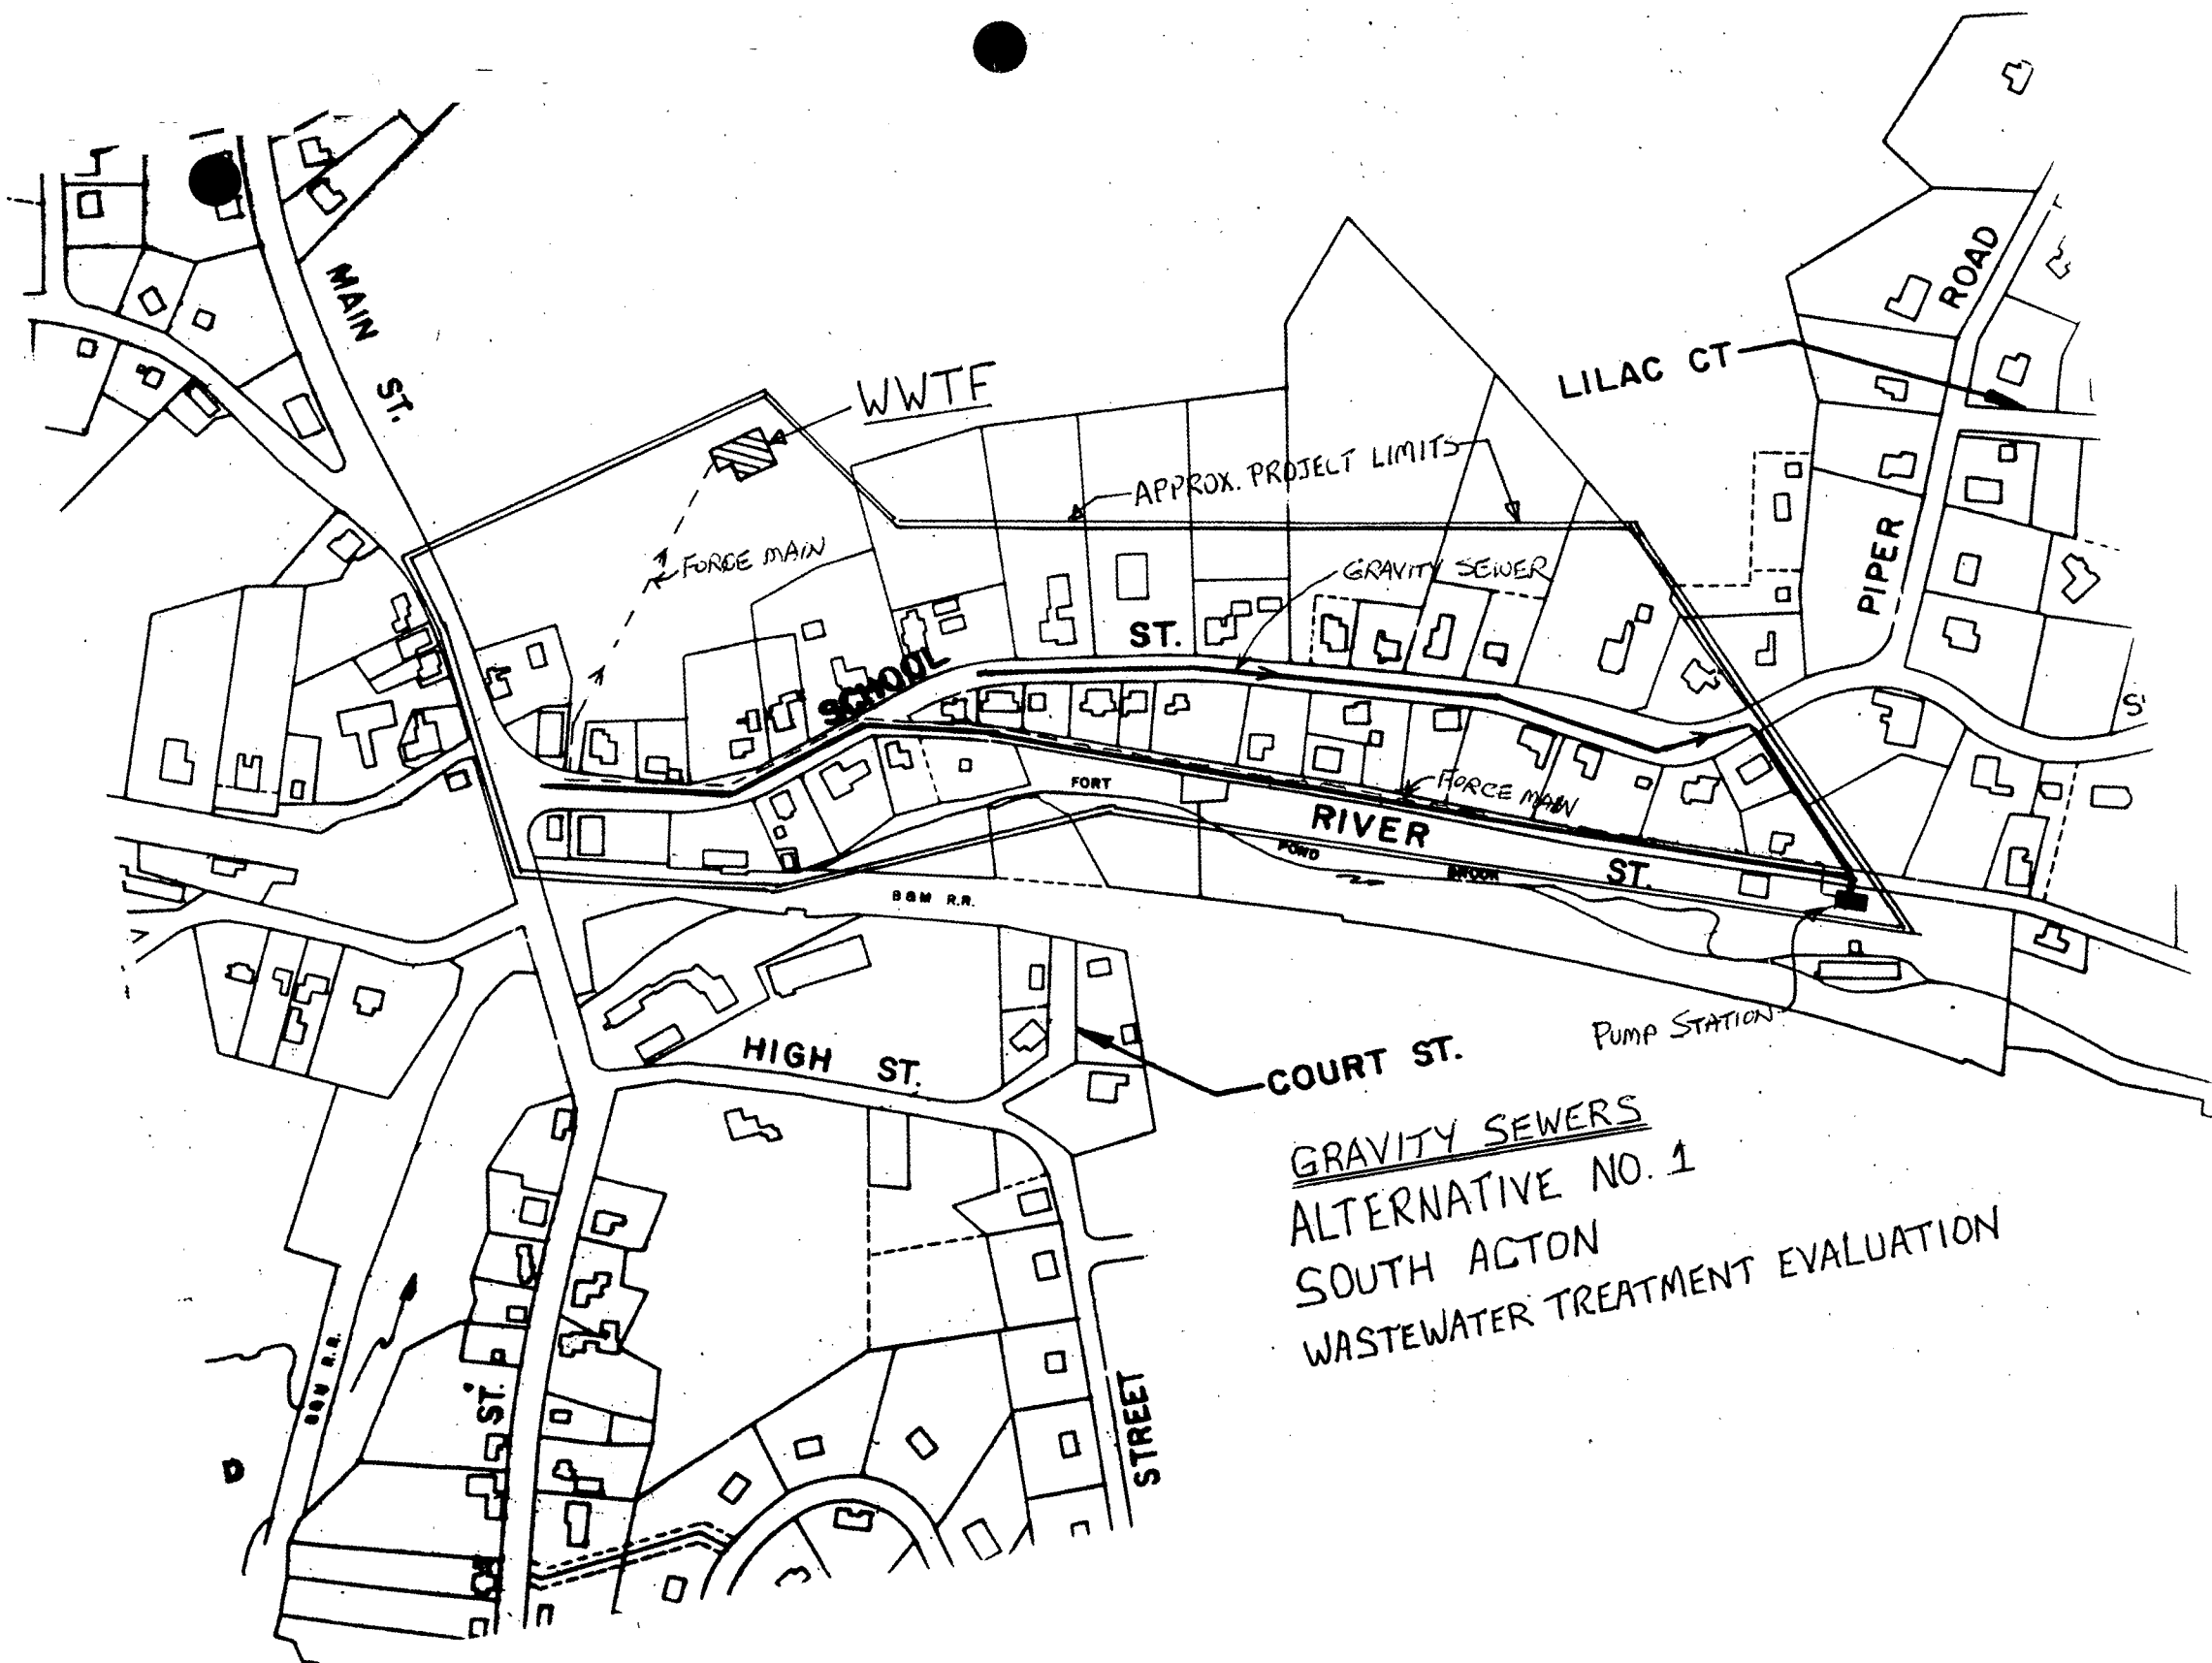 MAIN ST.
WWTF
LILAC CT
ROAD
APPROX. PROJECT LIMITS
FORCE MAIN
GRAVITY SEWER
PIPER
SCHOOL ST.
S
FORT
FORCE MAIN
RIVER ST.
POND
BROOK
B&M R.R.
PUMP STATION
HIGH ST.
COURT ST.
GRAVITY SEWERS
ALTERNATIVE NO. 1
SOUTH ACTON
WASTEWATER TREATMENT EVALUATION
B&M R.R.
ST.
STREET
D